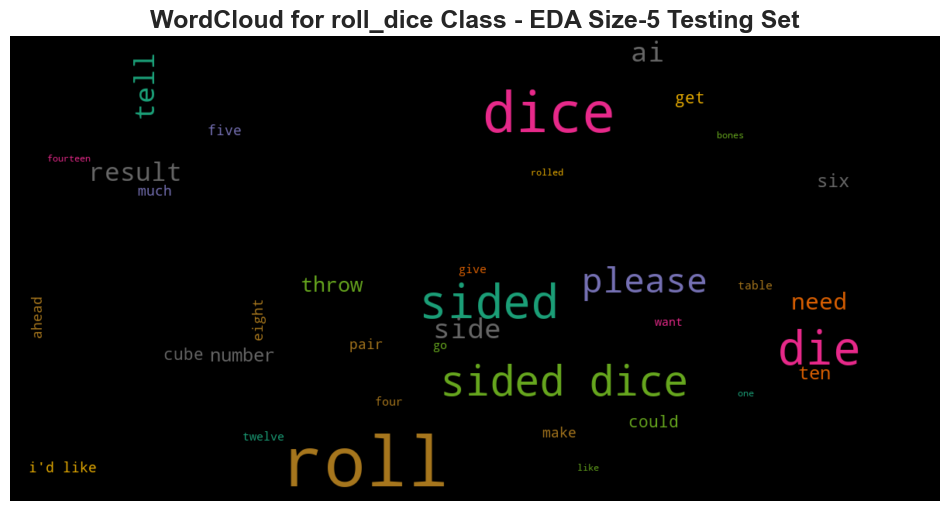 WordCloud for roll_dice Class - EDA Size-5 Testing Set
ai
tell
get
dice
five
bones
fourteen
result
rolled
six
much
give
please
throw
table
sided
need
ahead
eight
want
side
pair
go
die
cube
number
ten
sided dice
one
four
could
twelve
make
roll
i'd like
like